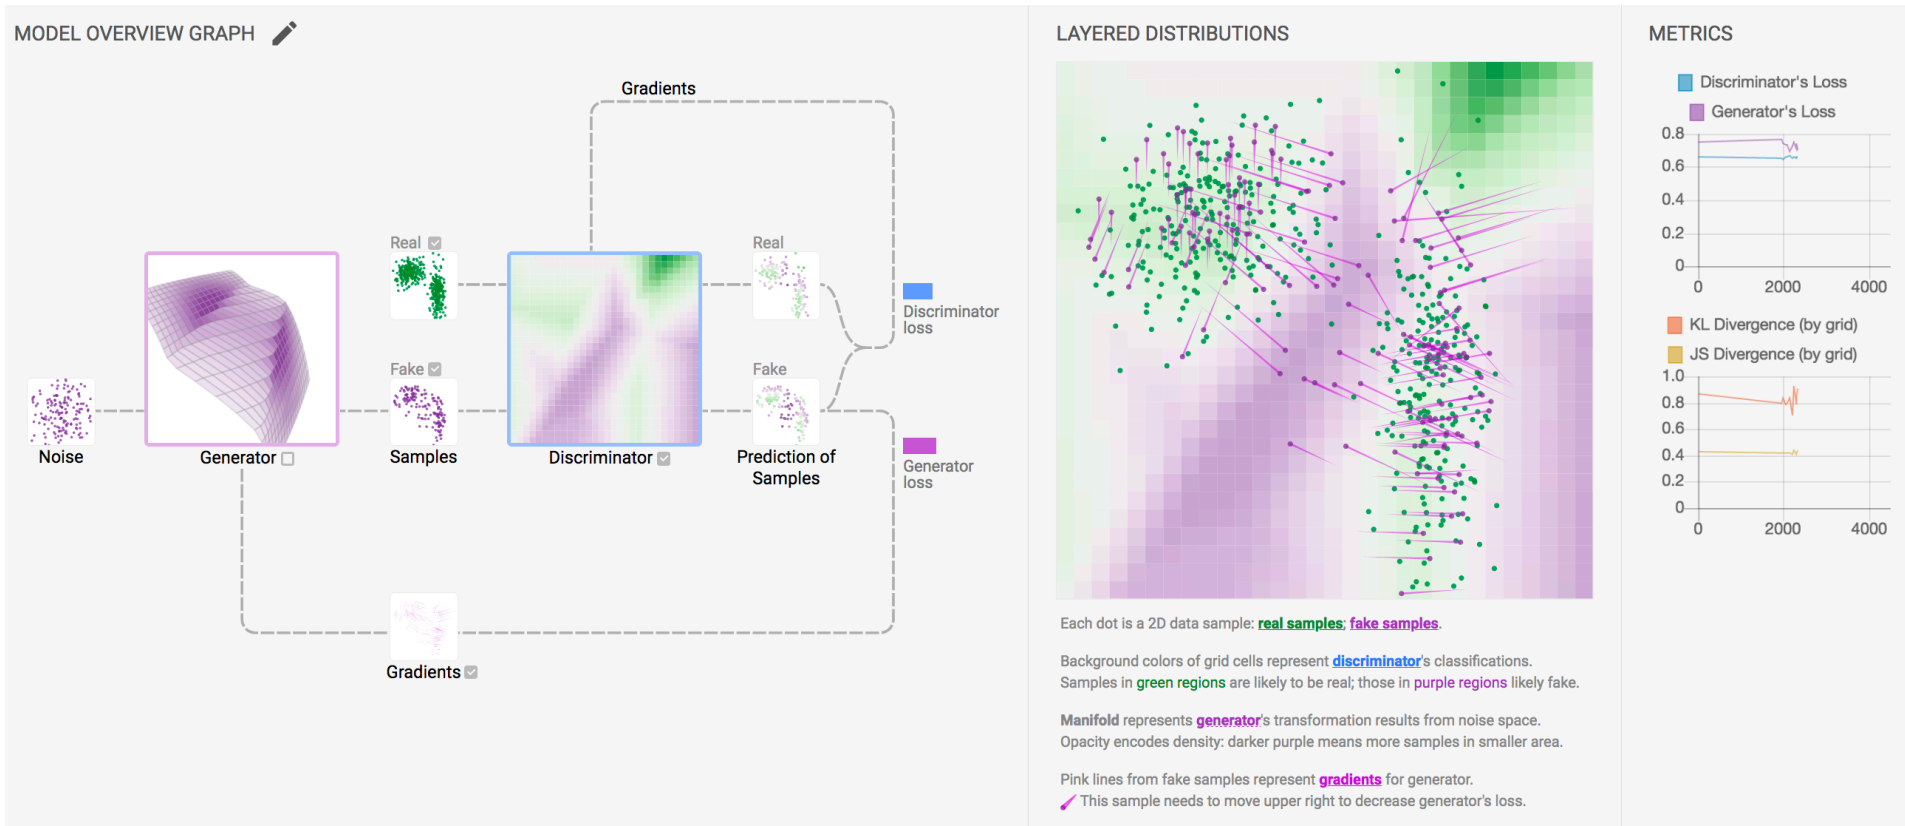 MODEL OVERVIEW GRAPH
Gradients
Real
Real
Discriminator
loss
Fake
Fake
Generator
loss
Noise
Generator
Samples
Discriminator
Prediction of
Samples
Gradients
LAYERED DISTRIBUTIONS
Each dot is a 2D data sample: real samples; fake samples.
Background colors of grid cells represent discriminator's classifications.
Samples in green regions are likely to be real; those in purple regions likely fake.
Manifold represents generator's transformation results from noise space.
Opacity encodes density: darker purple means more samples in smaller area.
Pink lines from fake samples represent gradients for generator.
This sample needs to move upper right to decrease generator's loss.
METRICS
Discriminator's Loss
Generator's Loss
0.8
0.6
0.4
0.2
0
0 2000 4000
KL Divergence (by grid)
JS Divergence (by grid)
1.0
0.8
0.6
0.4
0.2
0
0 2000 4000